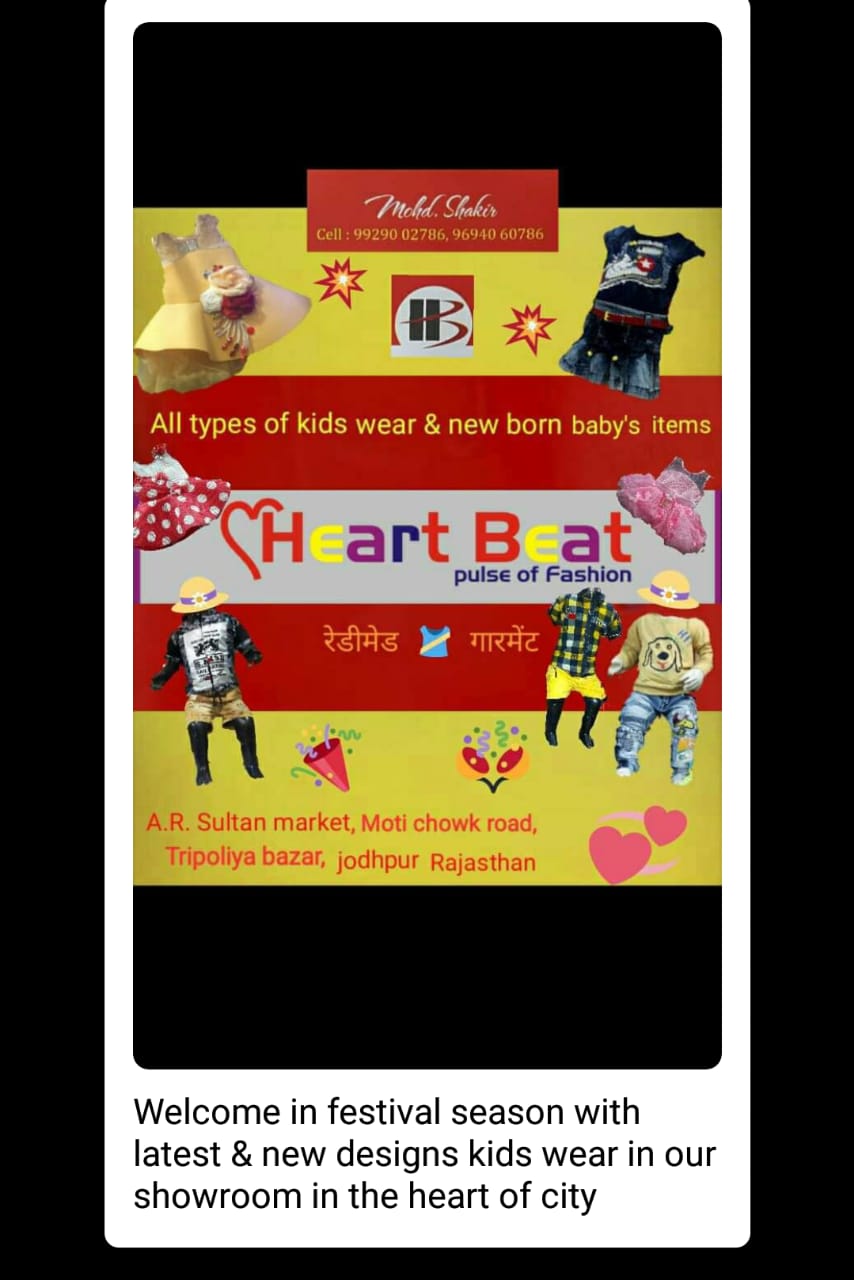 Mohd. Shakir
Cell : 99290 02786, 96940 60786
All types of kids wear & new born baby's items
Heart Beat
pulse of Fashion
रेडीमेड गारमेंट
A.R. Sultan market, Moti chowk road,
Tripoliya bazar, jodhpur Rajasthan
Welcome in festival season with
latest & new designs kids wear in our
showroom in the heart of city